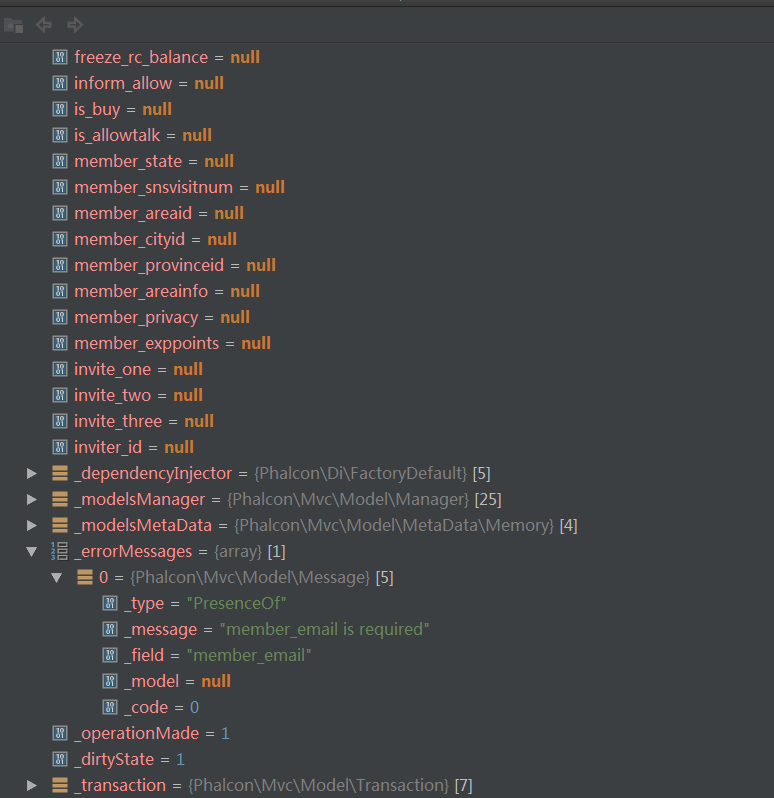 freeze_rc_balance = null
inform_allow = null
is_buy = null
is_allowtalk = null
member_state = null
member_snsvisitnum = null
member_areaid = null
member_cityid = null
member_provinceid = null
member_areainfo = null
member_privacy = null
member_exppoints = null
invite_one = null
invite_two = null
invite_three = null
inviter_id = null
_dependencyInjector = {Phalcon\Di\FactoryDefault} [5]
_modelsManager = {Phalcon\Mvc\Model\Manager} [25]
_modelsMetaData = {Phalcon\Mvc\Model\MetaData\Memory} [4]
_errorMessages = {array} [1]
0 = {Phalcon\Mvc\Model\Message} [5]
_type = "PresenceOf"
_message = "member_email is required"
_field = "member_email"
_model = null
_code = 0
_operationMade = 1
_dirtyState = 1
_transaction = {Phalcon\Mvc\Model\Transaction} [7]